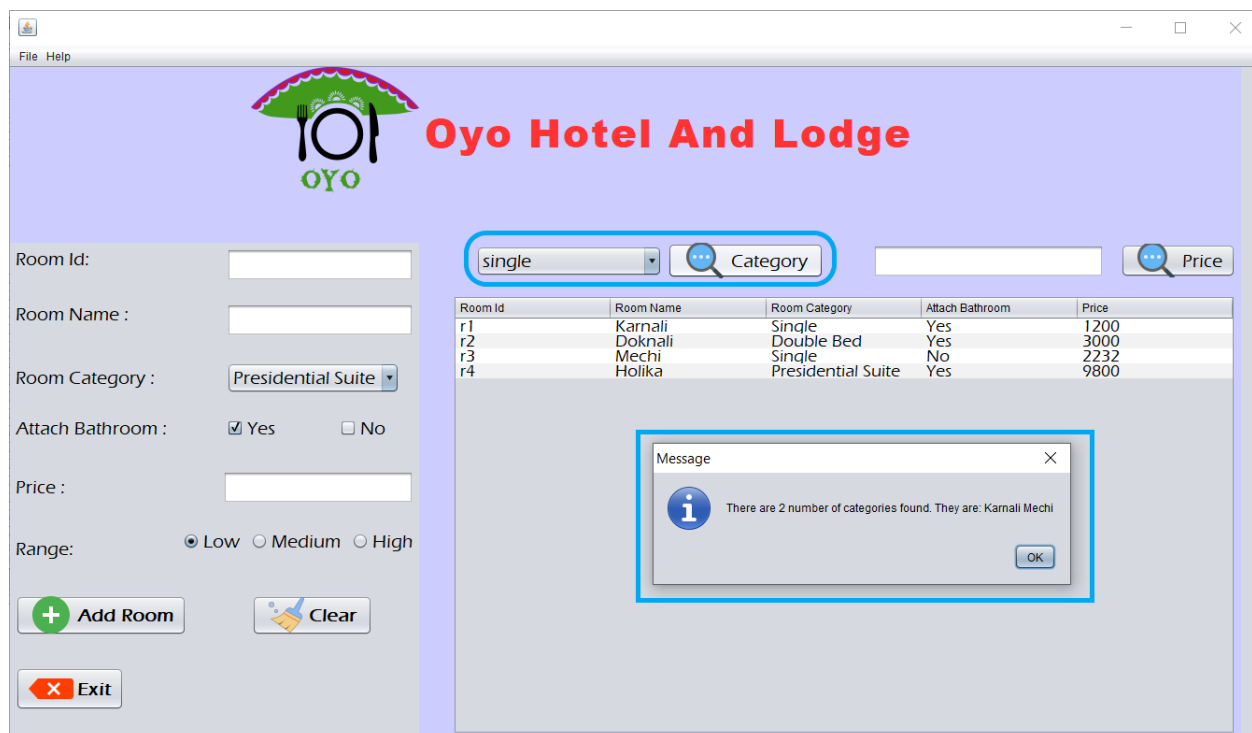 File Help
OYO
Oyo Hotel And Lodge
Room Id:
Room Name :
Room Category :
Presidential Suite
Attach Bathroom :
Yes
No
Price :
Range:
Low
Medium
High
Add Room
Clear
Exit
single
Category
Price
Room Id Room Name Room Category Attach Bathroom Price
r1 Karnali Single Yes 1200
r2 Doknali Double Bed Yes 3000
r3 Mechi Single No 2232
r4 Holika Presidential Suite Yes 9800
Message
There are 2 number of categories found. They are: Karnali Mechi
OK